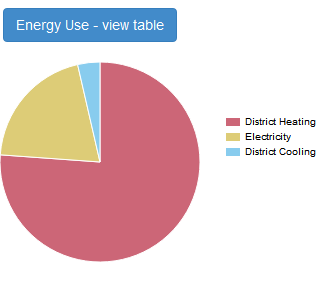 Energy Use - view table
District Heating
Electricity
District Cooling